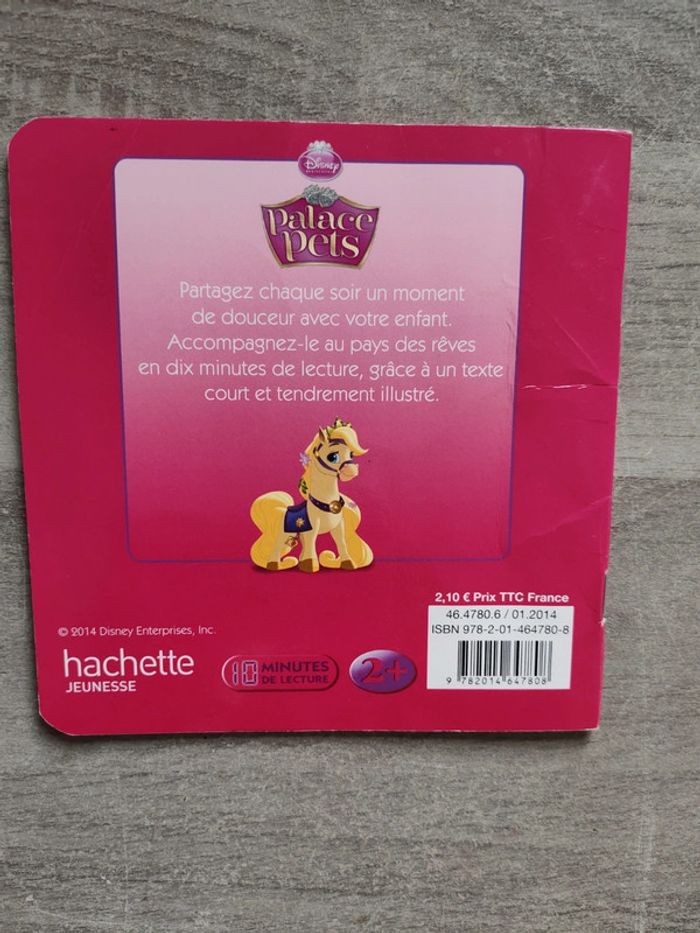 Disney
Palace
Pets
Partagez chaque soir un moment
de douceur avec votre enfant.
Accompagnez-le au pays des rêves
en dix minutes de lecture, grâce à un texte
court et tendrement illustré.
2,10 € Prix TTC France
46.4780.6 / 01.2014
ISBN 978-2-01-464780-8
9 782014 647808
© 2014 Disney Enterprises, Inc.
hachette
JEUNESSE
10 MINUTES
DE LECTURE
2+